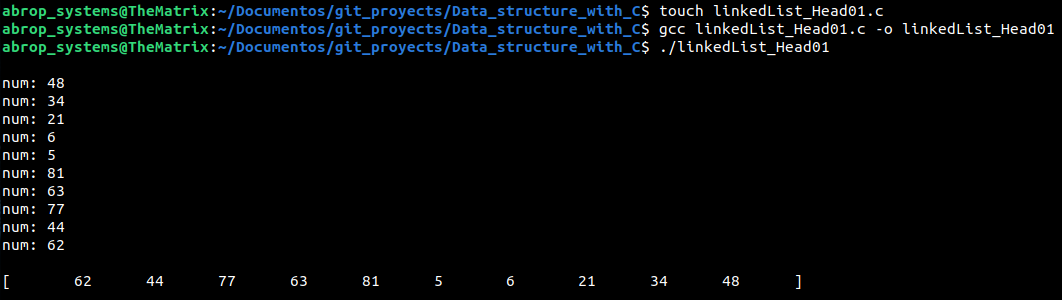 abrop_systems@TheMatrix:~/Documentos/git_proyects/Data_structure_with_C$ touch linkedList_Head01.c
abrop_systems@TheMatrix:~/Documentos/git_proyects/Data_structure_with_C$ gcc linkedList_Head01.c -o linkedList_Head01
abrop_systems@TheMatrix:~/Documentos/git_proyects/Data_structure_with_C$ ./linkedList_Head01
num: 48
num: 34
num: 21
num: 6
num: 5
num: 81
num: 63
num: 77
num: 44
num: 62
[ 62 44 77 63 81 5 6 21 34 48 ]